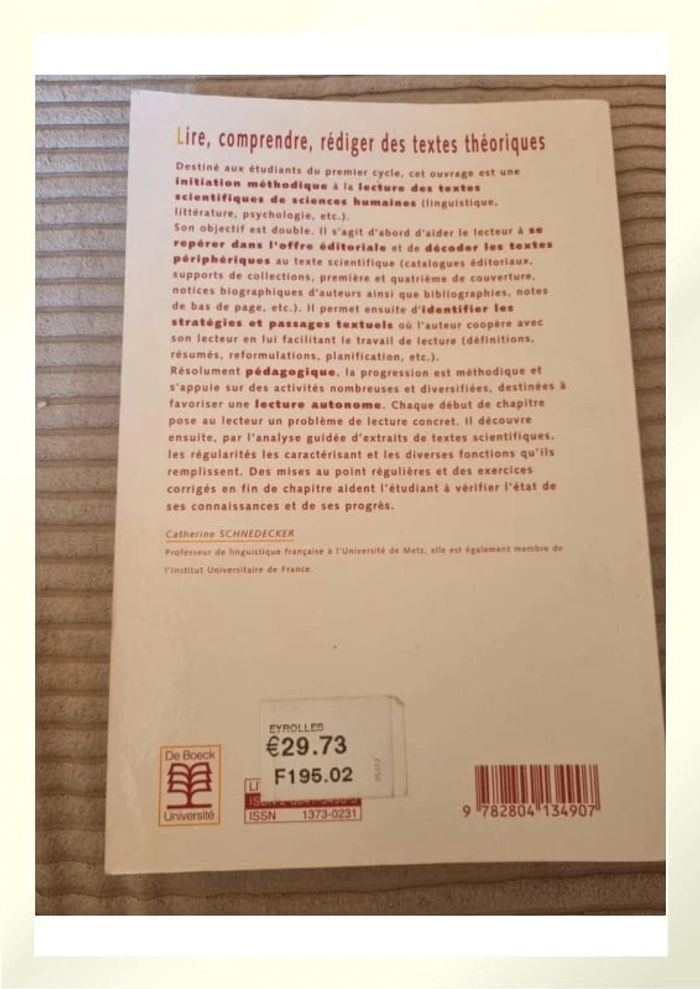 Lire, comprendre, rédiger des textes théoriques
Destiné aux étudiants du premier cycle, cet ouvrage est une
initiation méthodique à la lecture des textes
scientifiques de sciences humaines (linguistique,
littérature, psychologie, etc.).
Son objectif est double. Il s'agit d'abord d'aider le lecteur à se
repérer dans l'offre éditoriale et de décoder les textes
périphériques au texte scientifique (catalogues éditoriaux,
supports de collections, première et quatrième de couverture,
notices biographiques d'auteurs ainsi que bibliographies, notes
de bas de page, etc.). Il permet ensuite d'identifier les
stratégies et passages textuels où l'auteur coopère avec
son lecteur en lui facilitant le travail de lecture (définitions,
résumés, reformulations, planification, etc.).
Résolument pédagogique, la progression est méthodique et
s'appuie sur des activités nombreuses et diversifiées, destinées à
favoriser une lecture autonome. Chaque début de chapitre
pose au lecteur un problème de lecture concret. Il découvre
ensuite, par l'analyse guidée d'extraits de textes scientifiques,
les régularités les caractérisant et les diverses fonctions qu'ils
remplissent. Des mises au point régulières et des exercices
corrigés en fin de chapitre aident l'étudiant à vérifier l'état de
ses connaissances et de ses progrès.
Catherine SCHNEDECKER
Professeur de linguistique française à l'Université de Metz, elle est également membre de
l'Institut Universitaire de France.
EYROLLES
€29.73
F195.02
De Boeck
Université
ISSN 1373-0231
9 782804 134907